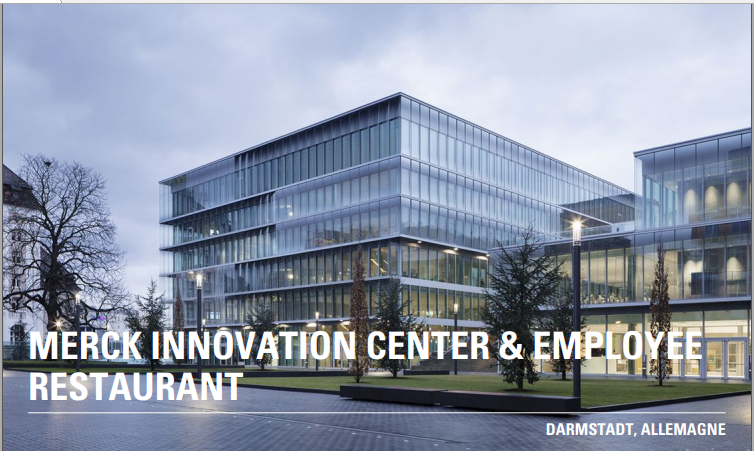 MERCK INNOVATION CENTER & EMPLOYEE
RESTAURANT
DARMSTADT, ALLEMAGNE